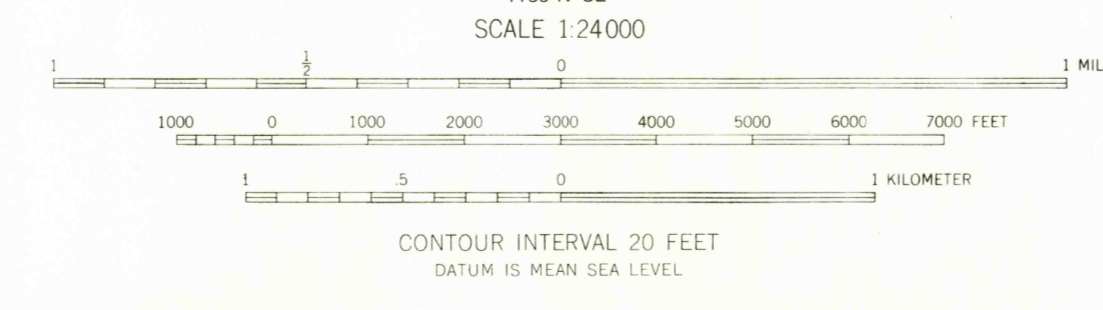 SCALE 1:24000
1 ½ 0 1 MIL
1000 0 1000 2000 3000 4000 5000 6000 7000 FEET
1 .5 0 1 KILOMETER
CONTOUR INTERVAL 20 FEET
DATUM IS MEAN SEA LEVEL